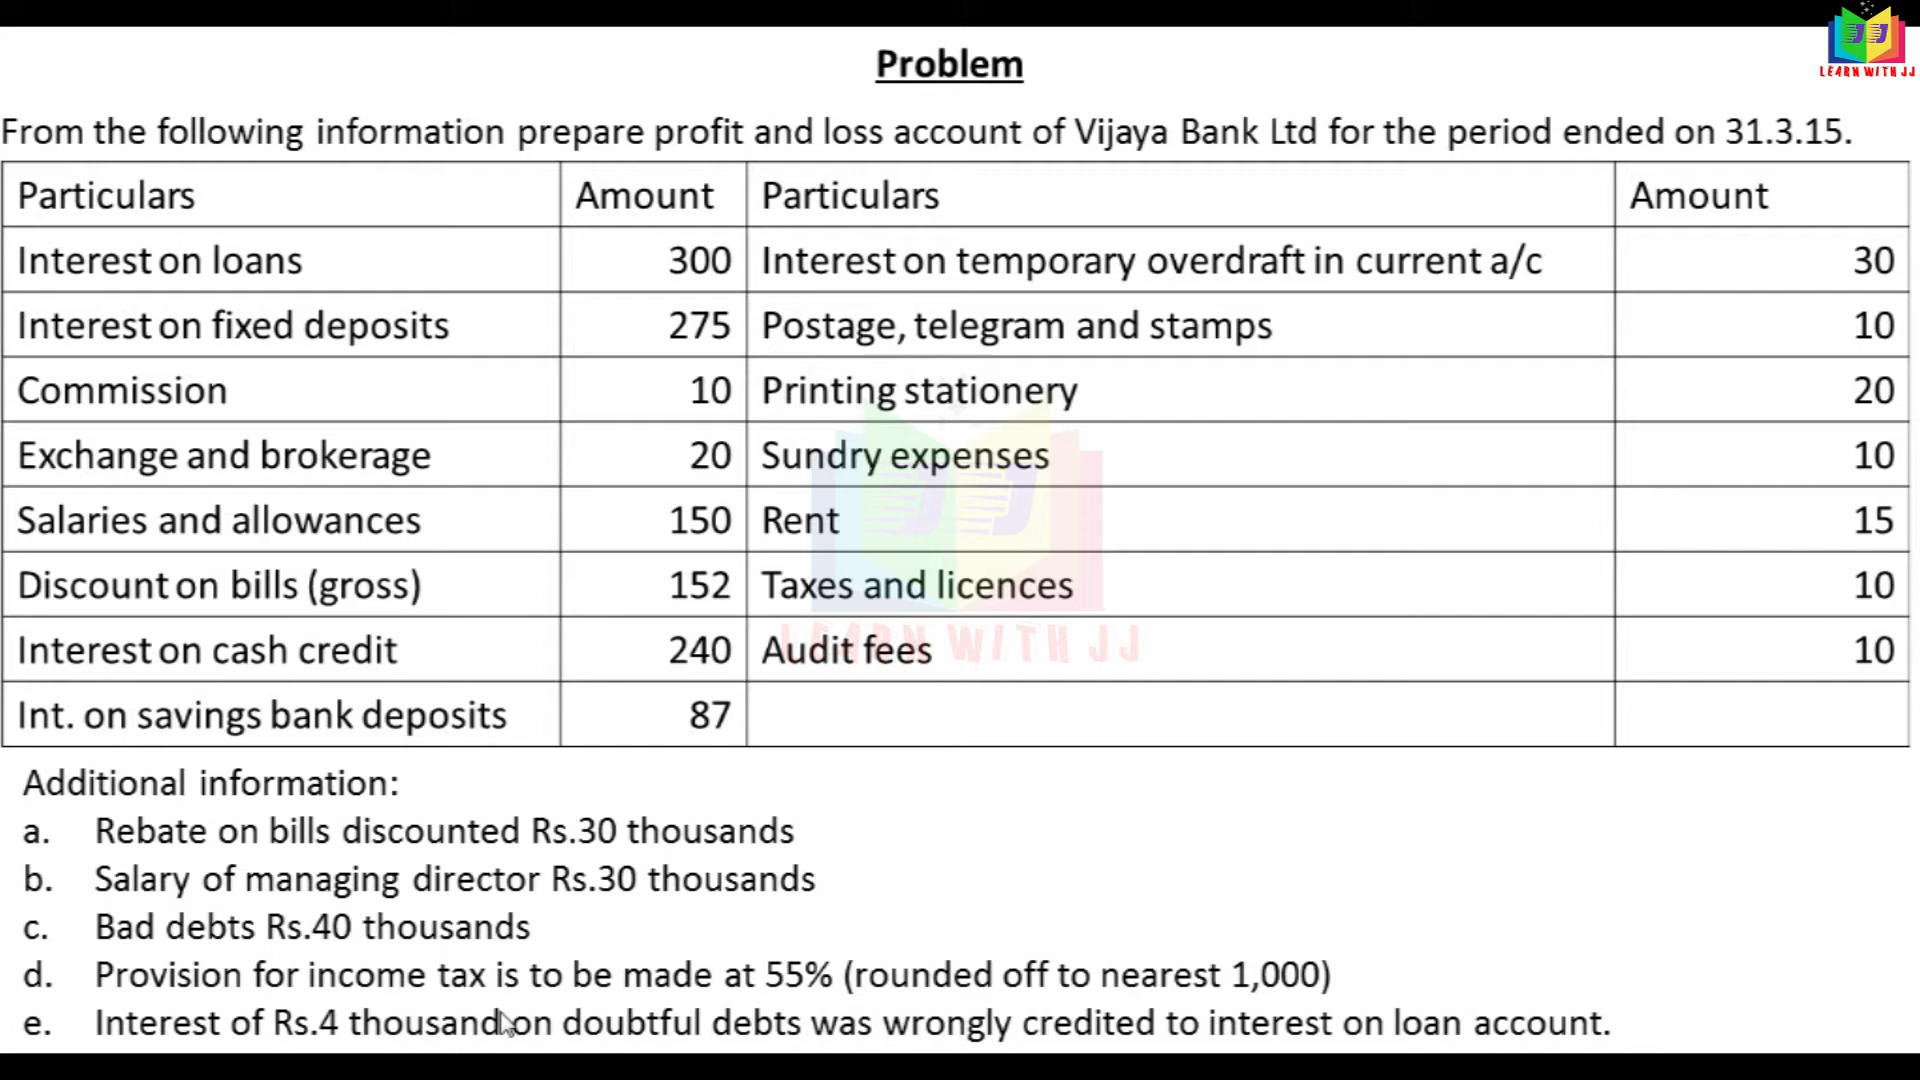 LEARN WITH JJ
Problem
From the following information prepare profit and loss account of Vijaya Bank Ltd for the period ended on 31.3.15.
Particulars Amount Particulars Amount
Interest on loans 300 Interest on temporary overdraft in current a/c 30
Interest on fixed deposits 275 Postage, telegram and stamps 10
Commission 10 Printing stationery 20
Exchange and brokerage 20 Sundry expenses 10
Salaries and allowances 150 Rent 15
Discount on bills (gross) 152 Taxes and licences 10
Interest on cash credit 240 Audit fees 10
LEARN WITH JJ
Int. on savings bank deposits 87
Additional information:
a. Rebate on bills discounted Rs.30 thousands
b. Salary of managing director Rs.30 thousands
c. Bad debts Rs.40 thousands
d. Provision for income tax is to be made at 55% (rounded off to nearest 1,000)
e. Interest of Rs.4 thousand on doubtful debts was wrongly credited to interest on loan account.